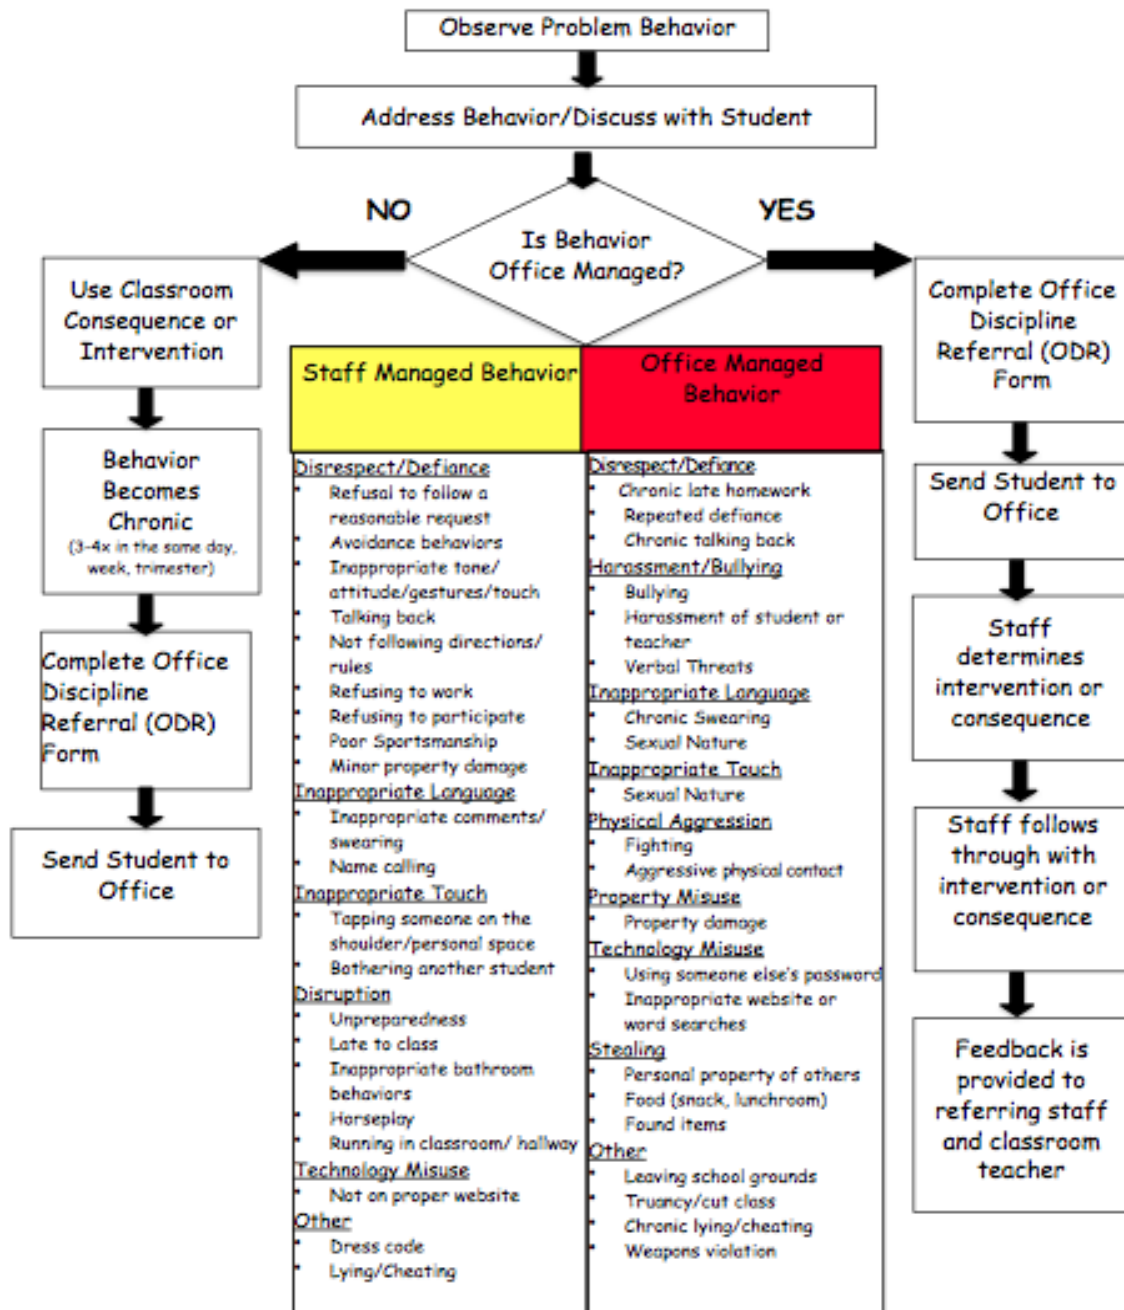 Observe Problem Behavior
Address Behavior/Discuss with Student
NO
YES
Is Behavior
Office Managed?
Use Classroom
Consequence or
Intervention
Behavior
Becomes
Chronic
(3-4x in the same day,
week, trimester)
Complete Office
Discipline
Referral (ODR)
Form
Send Student to
Office
Staff Managed Behavior
Disrespect/Defiance
Refusal to follow a
reasonable request
Avoidance behaviors
Inappropriate tone/
attitude/gestures/touch
Talking back
Not following directions/
rules
Refusing to work
Refusing to participate
Poor Sportsmanship
Minor property damage
Inappropriate Language
Inappropriate comments/
swearing
Name calling
Inappropriate Touch
Tapping someone on the
shoulder/personal space
Bothering another student
Disruption
Unpreparedness
Late to class
Inappropriate bathroom
behaviors
Horseplay
Running in classroom/ hallway
Technology Misuse
Not on proper website
Other
Dress code
Lying/Cheating
Office Managed
Behavior
Disrespect/Defiance
Chronic late homework
Repeated defiance
Chronic talking back
Harassment/Bullying
Bullying
Harassment of student or
teacher
Verbal Threats
Inappropriate Language
Chronic Swearing
Sexual Nature
Inappropriate Touch
Sexual Nature
Physical Aggression
Fighting
Aggressive physical contact
Property Misuse
Property damage
Technology Misuse
Using someone else's password
Inappropriate website or
word searches
Stealing
Personal property of others
Food (snack, lunchroom)
Found items
Other
Leaving school grounds
Truancy/cut class
Chronic lying/cheating
Weapons violation
Complete Office
Discipline
Referral (ODR)
Form
Send Student to
Office
Staff
determines
intervention or
consequence
Staff follows
through with
intervention or
consequence
Feedback is
provided to
referring staff
and classroom
teacher